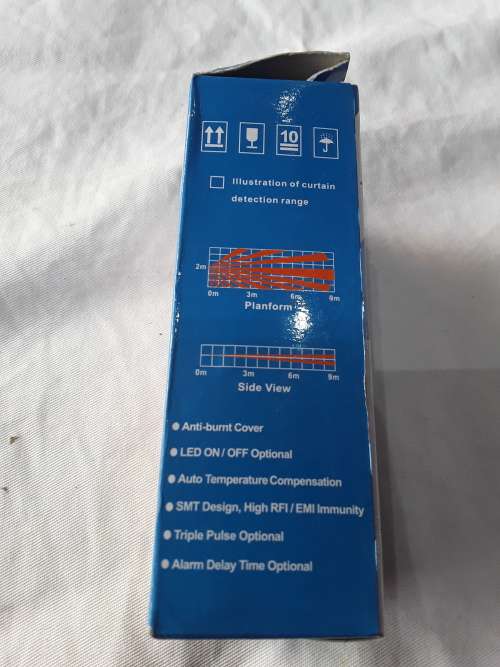 10
Illustration of curtain
detection range
2m
0m 3m 6m 9m
Planform
0m 3m 6m 9m
Side View
Anti-burnt Cover
LED ON / OFF Optional
Auto Temperature Compensation
SMT Design, High RFI / EMI Immunity
Triple Pulse Optional
Alarm Delay Time Optional